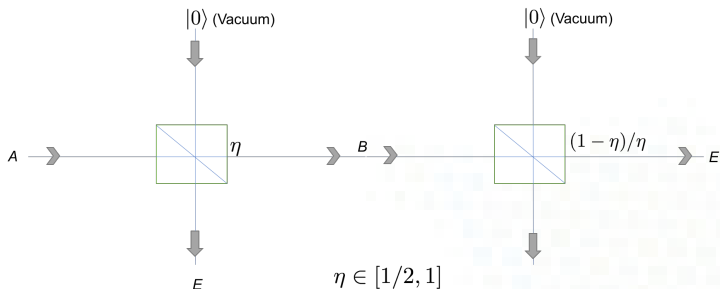 |0⟩ (Vacuum)
|0⟩ (Vacuum)
A
η
B
(1 − η)/η
E
E
η ∈ [1/2, 1]